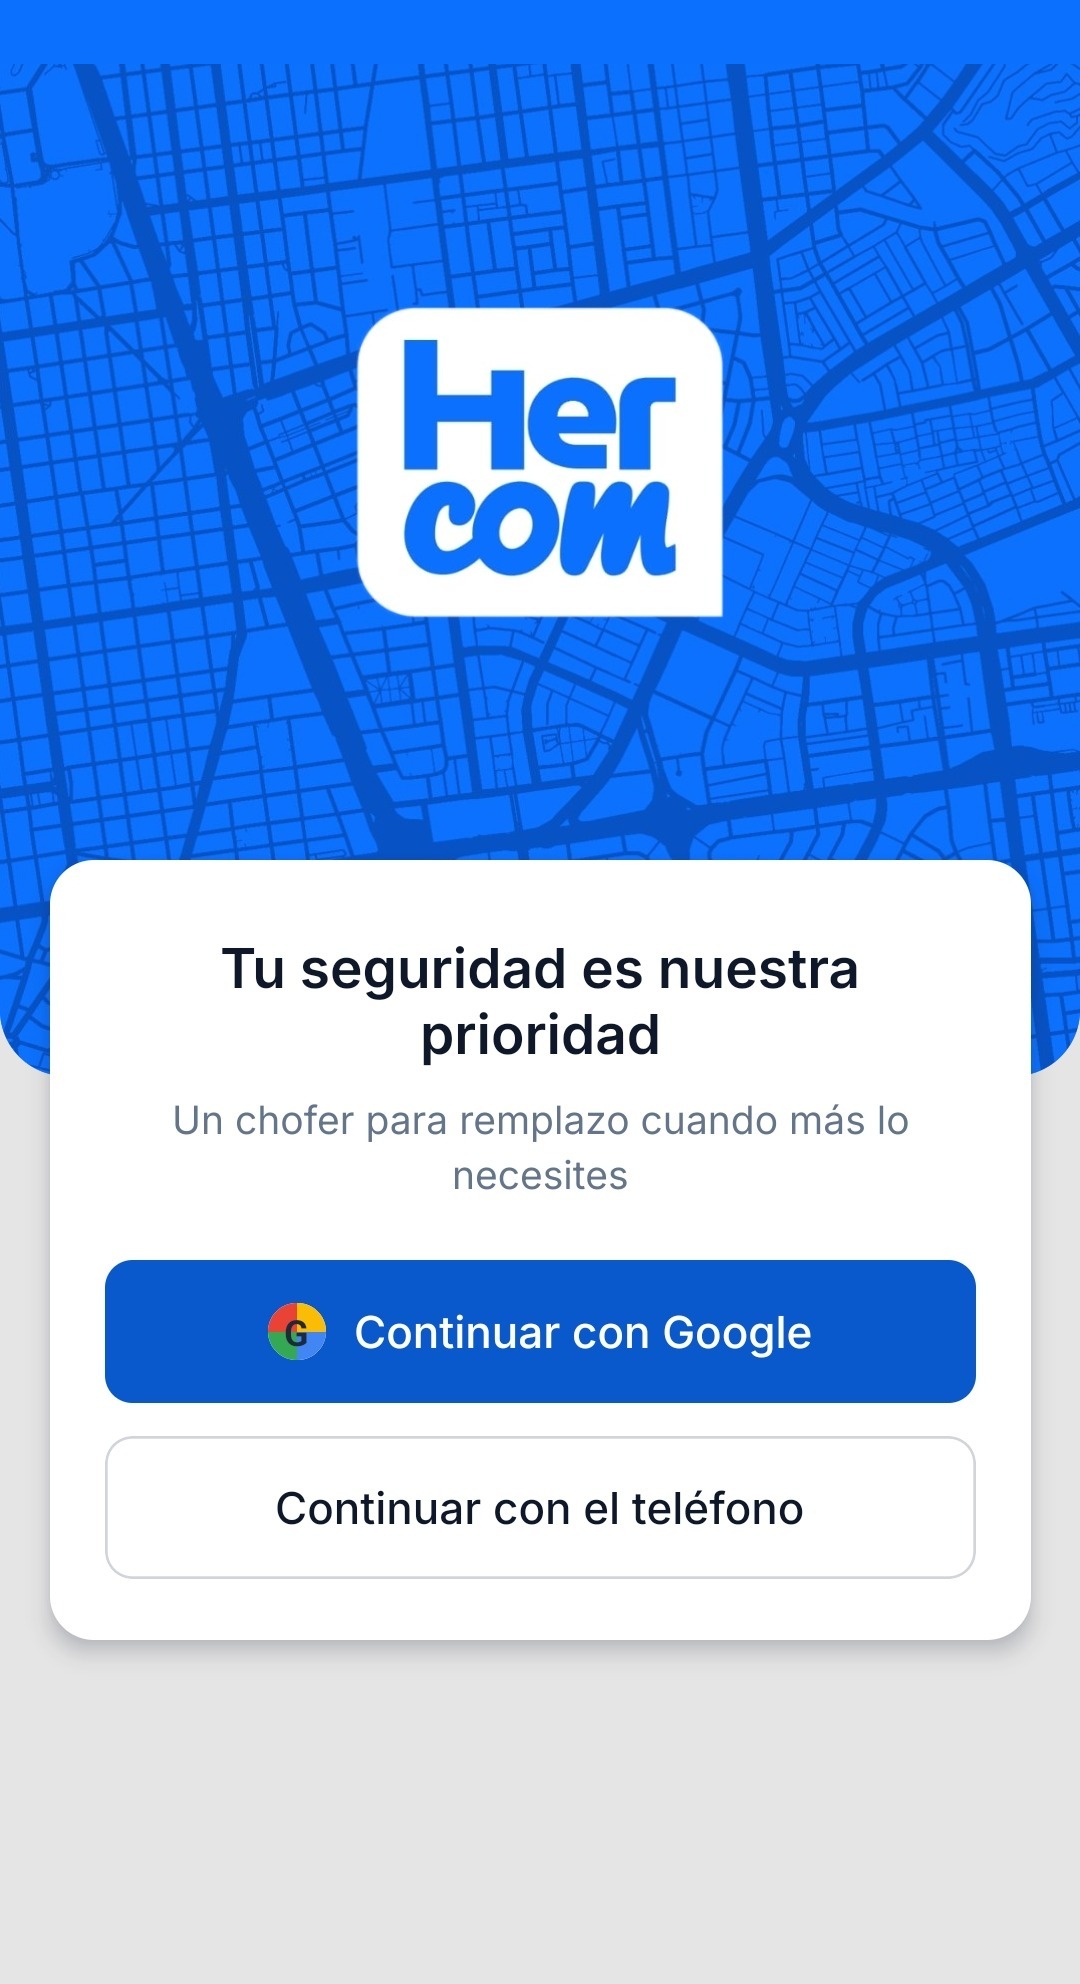 Her
com
Tu seguridad es nuestra
prioridad
Un chofer para remplazo cuando más lo
necesites
G Continuar con Google
Continuar con el teléfono